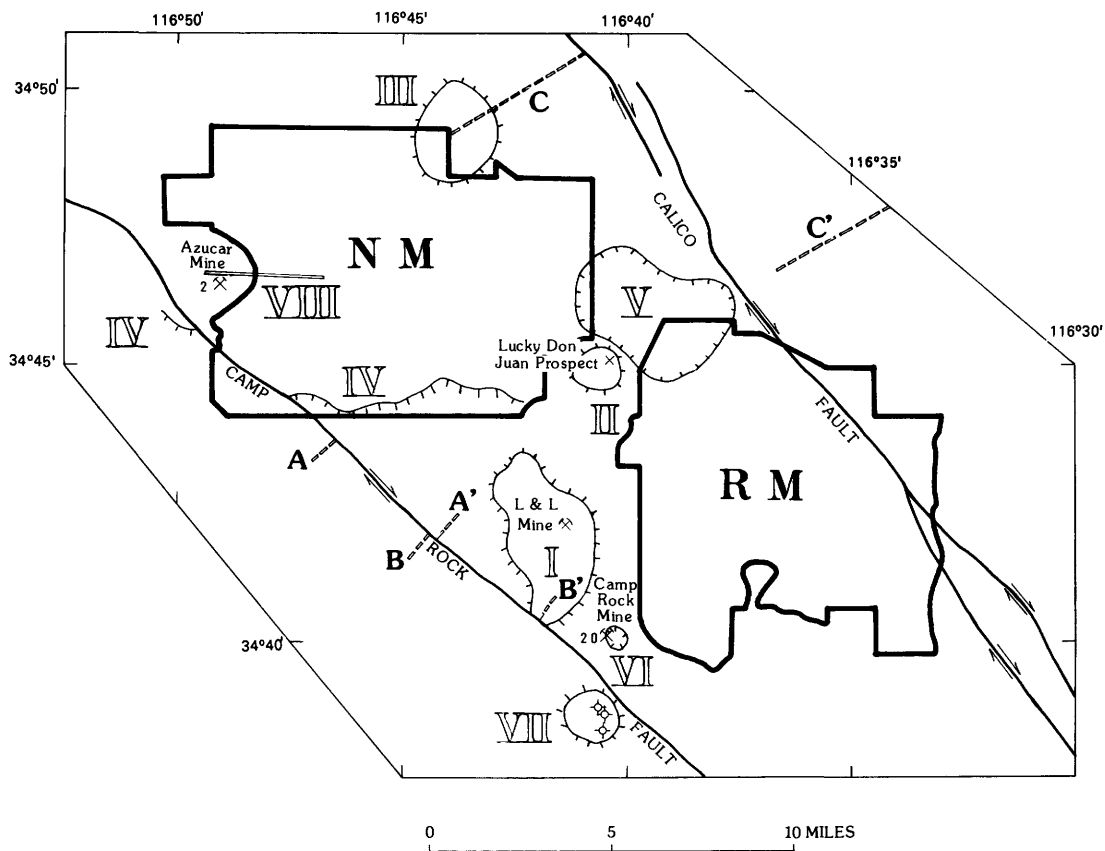 116°50'
116°45'
116°40'
34°50'
III
C
116°35'
CALICO
C'
N M
Azucar
Mine
2
VIII
V
IV
116°30'
Lucky Don
Juan Prospect
34°45'
IV
CAMP
II
FAULT
A
R M
L & L
Mine
A'
B
ROCK
I
B'
Camp
Rock
Mine
20
34°40'
VI
VII
FAULT
0 5 10 MILES